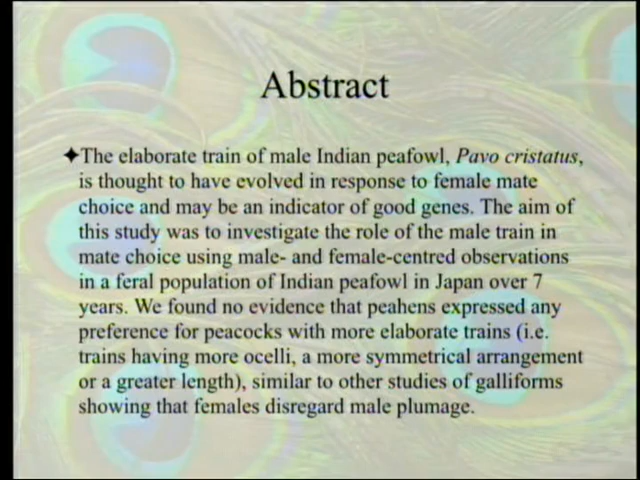 Abstract
✦The elaborate train of male Indian peafowl, Pavo cristatus,
is thought to have evolved in response to female mate
choice and may be an indicator of good genes. The aim of
this study was to investigate the role of the male train in
mate choice using male- and female-centred observations
in a feral population of Indian peafowl in Japan over 7
years. We found no evidence that peahens expressed any
preference for peacocks with more elaborate trains (i.e.
trains having more ocelli, a more symmetrical arrangement
or a greater length), similar to other studies of galliforms
showing that females disregard male plumage.